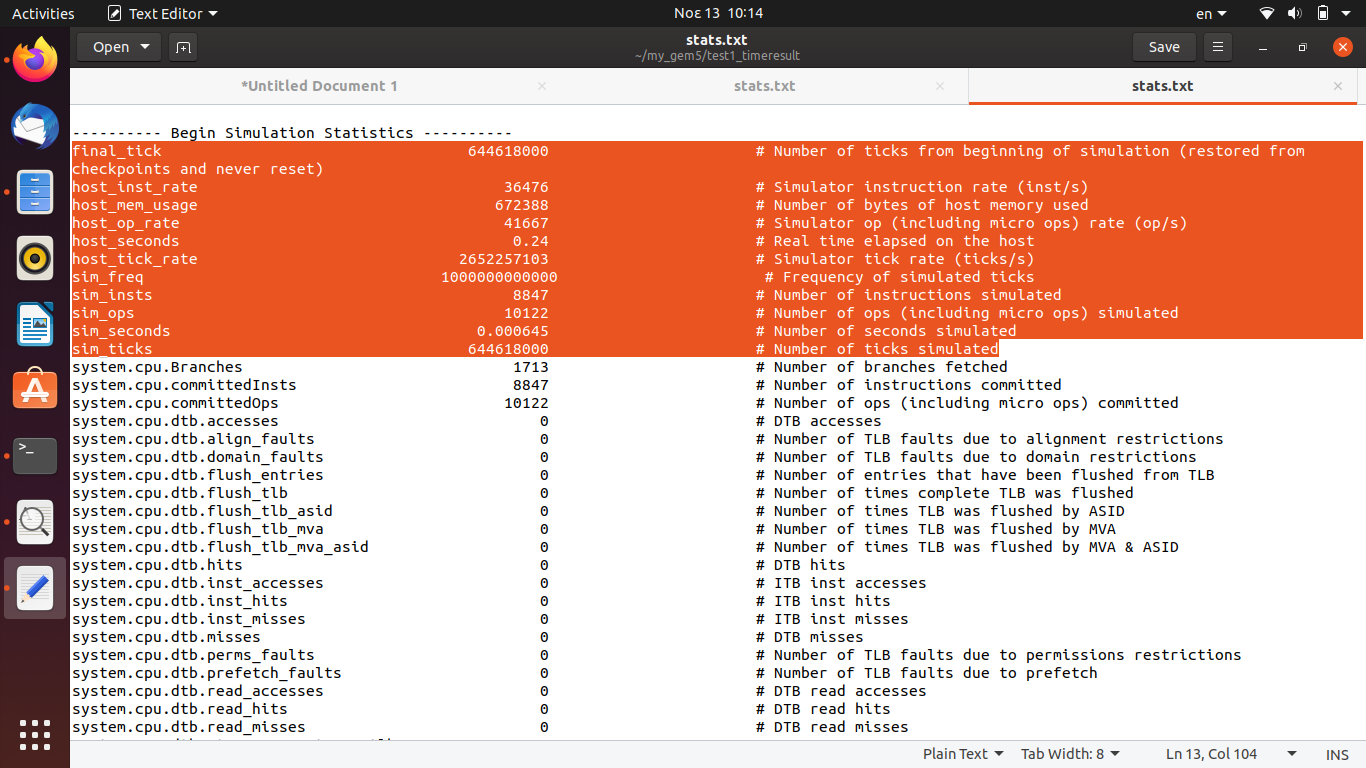 Activities Text Editor Νοε 13 10:14 en
Open stats.txt Save
~/my_gem5/test1_timeresult
*Untitled Document 1 stats.txt stats.txt
---------- Begin Simulation Statistics ----------
final_tick 644618000 # Number of ticks from beginning of simulation (restored from
checkpoints and never reset)
host_inst_rate 36476 # Simulator instruction rate (inst/s)
host_mem_usage 672388 # Number of bytes of host memory used
host_op_rate 41667 # Simulator op (including micro ops) rate (op/s)
host_seconds 0.24 # Real time elapsed on the host
host_tick_rate 2652257103 # Simulator tick rate (ticks/s)
sim_freq 1000000000000 # Frequency of simulated ticks
sim_insts 8847 # Number of instructions simulated
sim_ops 10122 # Number of ops (including micro ops) simulated
sim_seconds 0.000645 # Number of seconds simulated
sim_ticks 644618000 # Number of ticks simulated
system.cpu.Branches 1713 # Number of branches fetched
system.cpu.committedInsts 8847 # Number of instructions committed
system.cpu.committedOps 10122 # Number of ops (including micro ops) committed
system.cpu.dtb.accesses 0 # DTB accesses
system.cpu.dtb.align_faults 0 # Number of TLB faults due to alignment restrictions
system.cpu.dtb.domain_faults 0 # Number of TLB faults due to domain restrictions
system.cpu.dtb.flush_entries 0 # Number of entries that have been flushed from TLB
system.cpu.dtb.flush_tlb 0 # Number of times complete TLB was flushed
system.cpu.dtb.flush_tlb_asid 0 # Number of times TLB was flushed by ASID
system.cpu.dtb.flush_tlb_mva 0 # Number of times TLB was flushed by MVA
system.cpu.dtb.flush_tlb_mva_asid 0 # Number of times TLB was flushed by MVA & ASID
system.cpu.dtb.hits 0 # DTB hits
system.cpu.dtb.inst_accesses 0 # ITB inst accesses
system.cpu.dtb.inst_hits 0 # ITB inst hits
system.cpu.dtb.inst_misses 0 # ITB inst misses
system.cpu.dtb.misses 0 # DTB misses
system.cpu.dtb.perms_faults 0 # Number of TLB faults due to permissions restrictions
system.cpu.dtb.prefetch_faults 0 # Number of TLB faults due to prefetch
system.cpu.dtb.read_accesses 0 # DTB read accesses
system.cpu.dtb.read_hits 0 # DTB read hits
system.cpu.dtb.read_misses 0 # DTB read misses
Plain Text Tab Width: 8 Ln 13, Col 104 INS